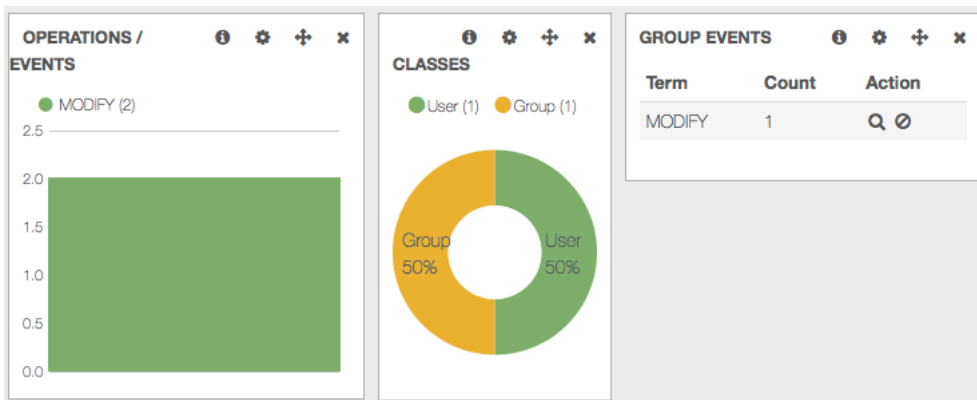 OPERATIONS /
EVENTS
MODIFY (2)
2.5
2.0
1.5
1.0
0.5
0.0
CLASSES
User (1) Group (1)
Group
50%
User
50%
GROUP EVENTS
Term Count Action
MODIFY 1